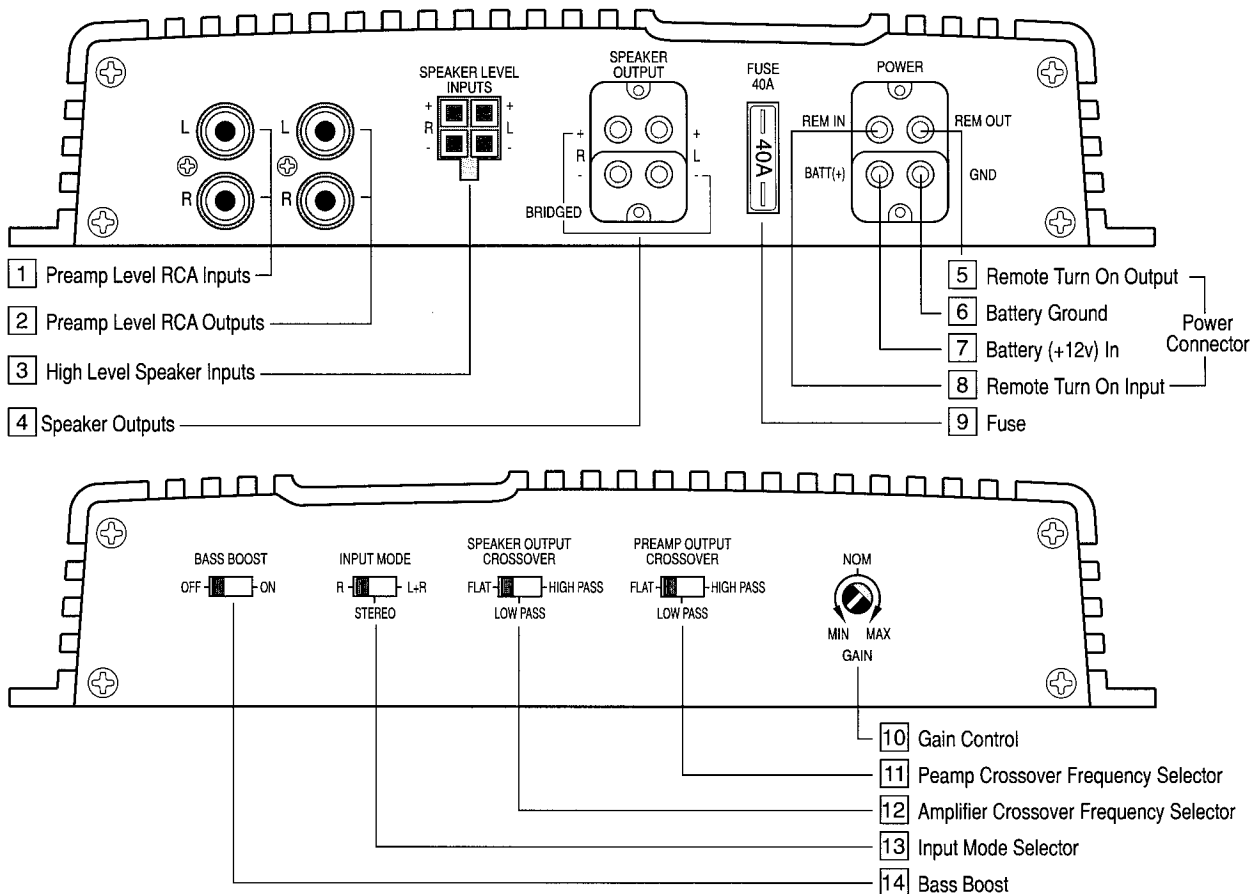 SPEAKER LEVEL
INPUTS
SPEAKER
OUTPUT
FUSE
40A
POWER
L
L
+ +
R L
- -
+ +
R L
- -
40A
REM IN
REM OUT
BATT(+)
GND
R
R
BRIDGED
1 Preamp Level RCA Inputs
2 Preamp Level RCA Outputs
3 High Level Speaker Inputs
4 Speaker Outputs
5 Remote Turn On Output
6 Battery Ground
7 Battery (+12v) In
8 Remote Turn On Input
9 Fuse
Power
Connector
BASS BOOST
OFF ON
INPUT MODE
R L+R
STEREO
SPEAKER OUTPUT
CROSSOVER
FLAT HIGH PASS
LOW PASS
PREAMP OUTPUT
CROSSOVER
FLAT HIGH PASS
LOW PASS
NOM
MIN MAX
GAIN
10 Gain Control
11 Peamp Crossover Frequency Selector
12 Amplifier Crossover Frequency Selector
13 Input Mode Selector
14 Bass Boost